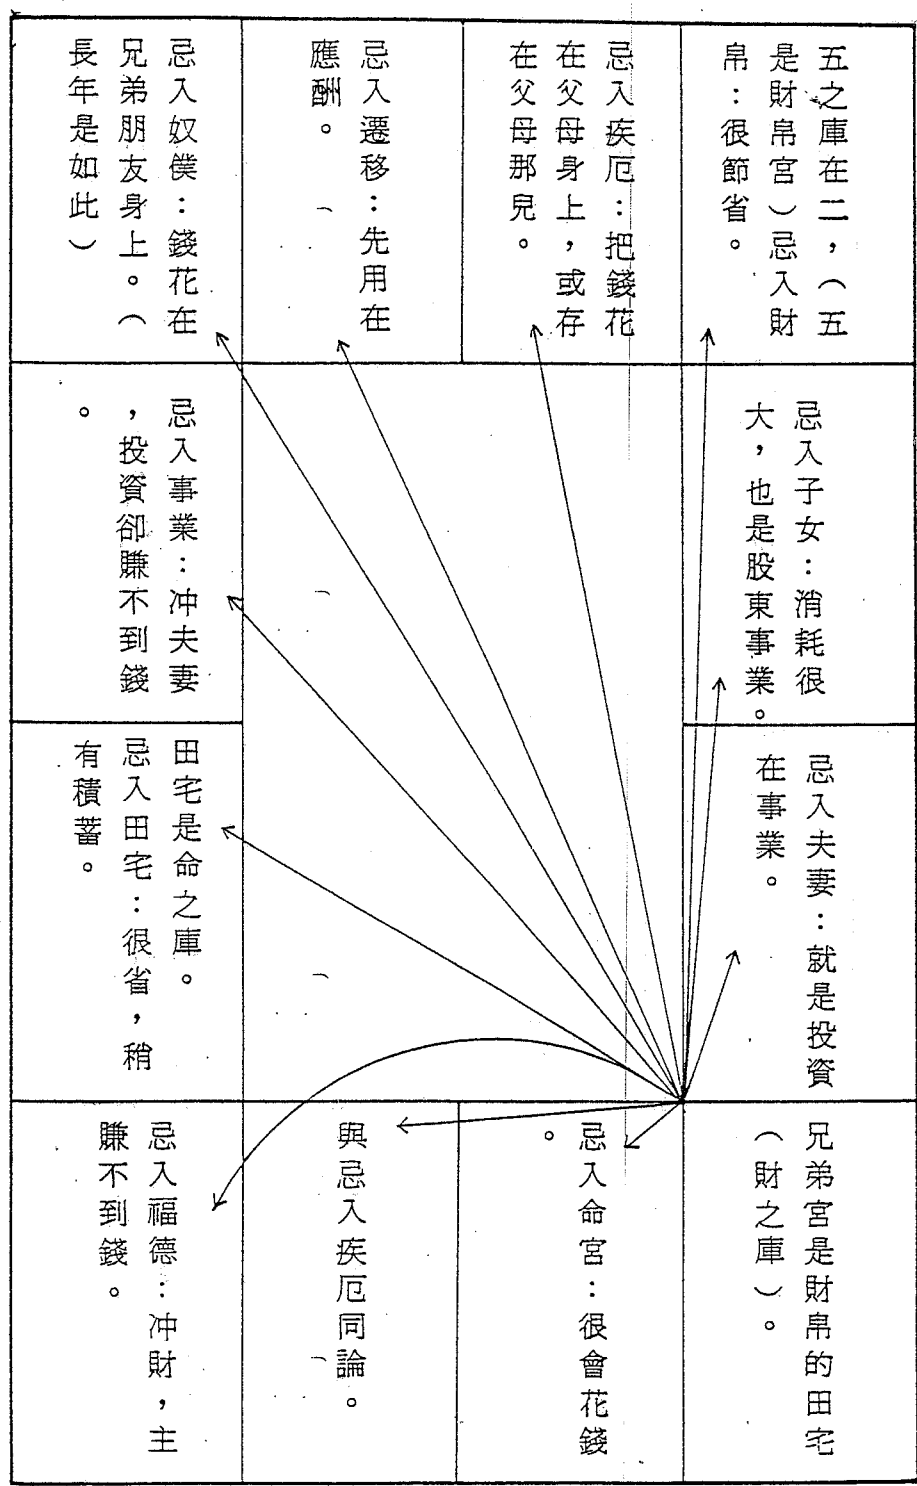 五之庫在二，（五
是財帛宮）忌入財
帛：很節省。
忌入疾厄：把錢花
在父母身上，或存
在父母那兒。
忌入遷移：先用在
應酬。
忌入奴僕：錢花在
兄弟朋友身上。（
長年是如此）
忌入子女：消耗很
大，也是股東事業。
忌入事業：冲夫妻
，投資卻賺不到錢
。
忌入夫妻：就是投資
在事業。
田宅是命之庫。
忌入田宅：很省，稍
有積蓄。
兄弟宮是財帛的田宅
（財之庫）。
忌入命宮：很會花錢
。
與忌入疾厄同論。
忌入福德：冲財，主
賺不到錢。